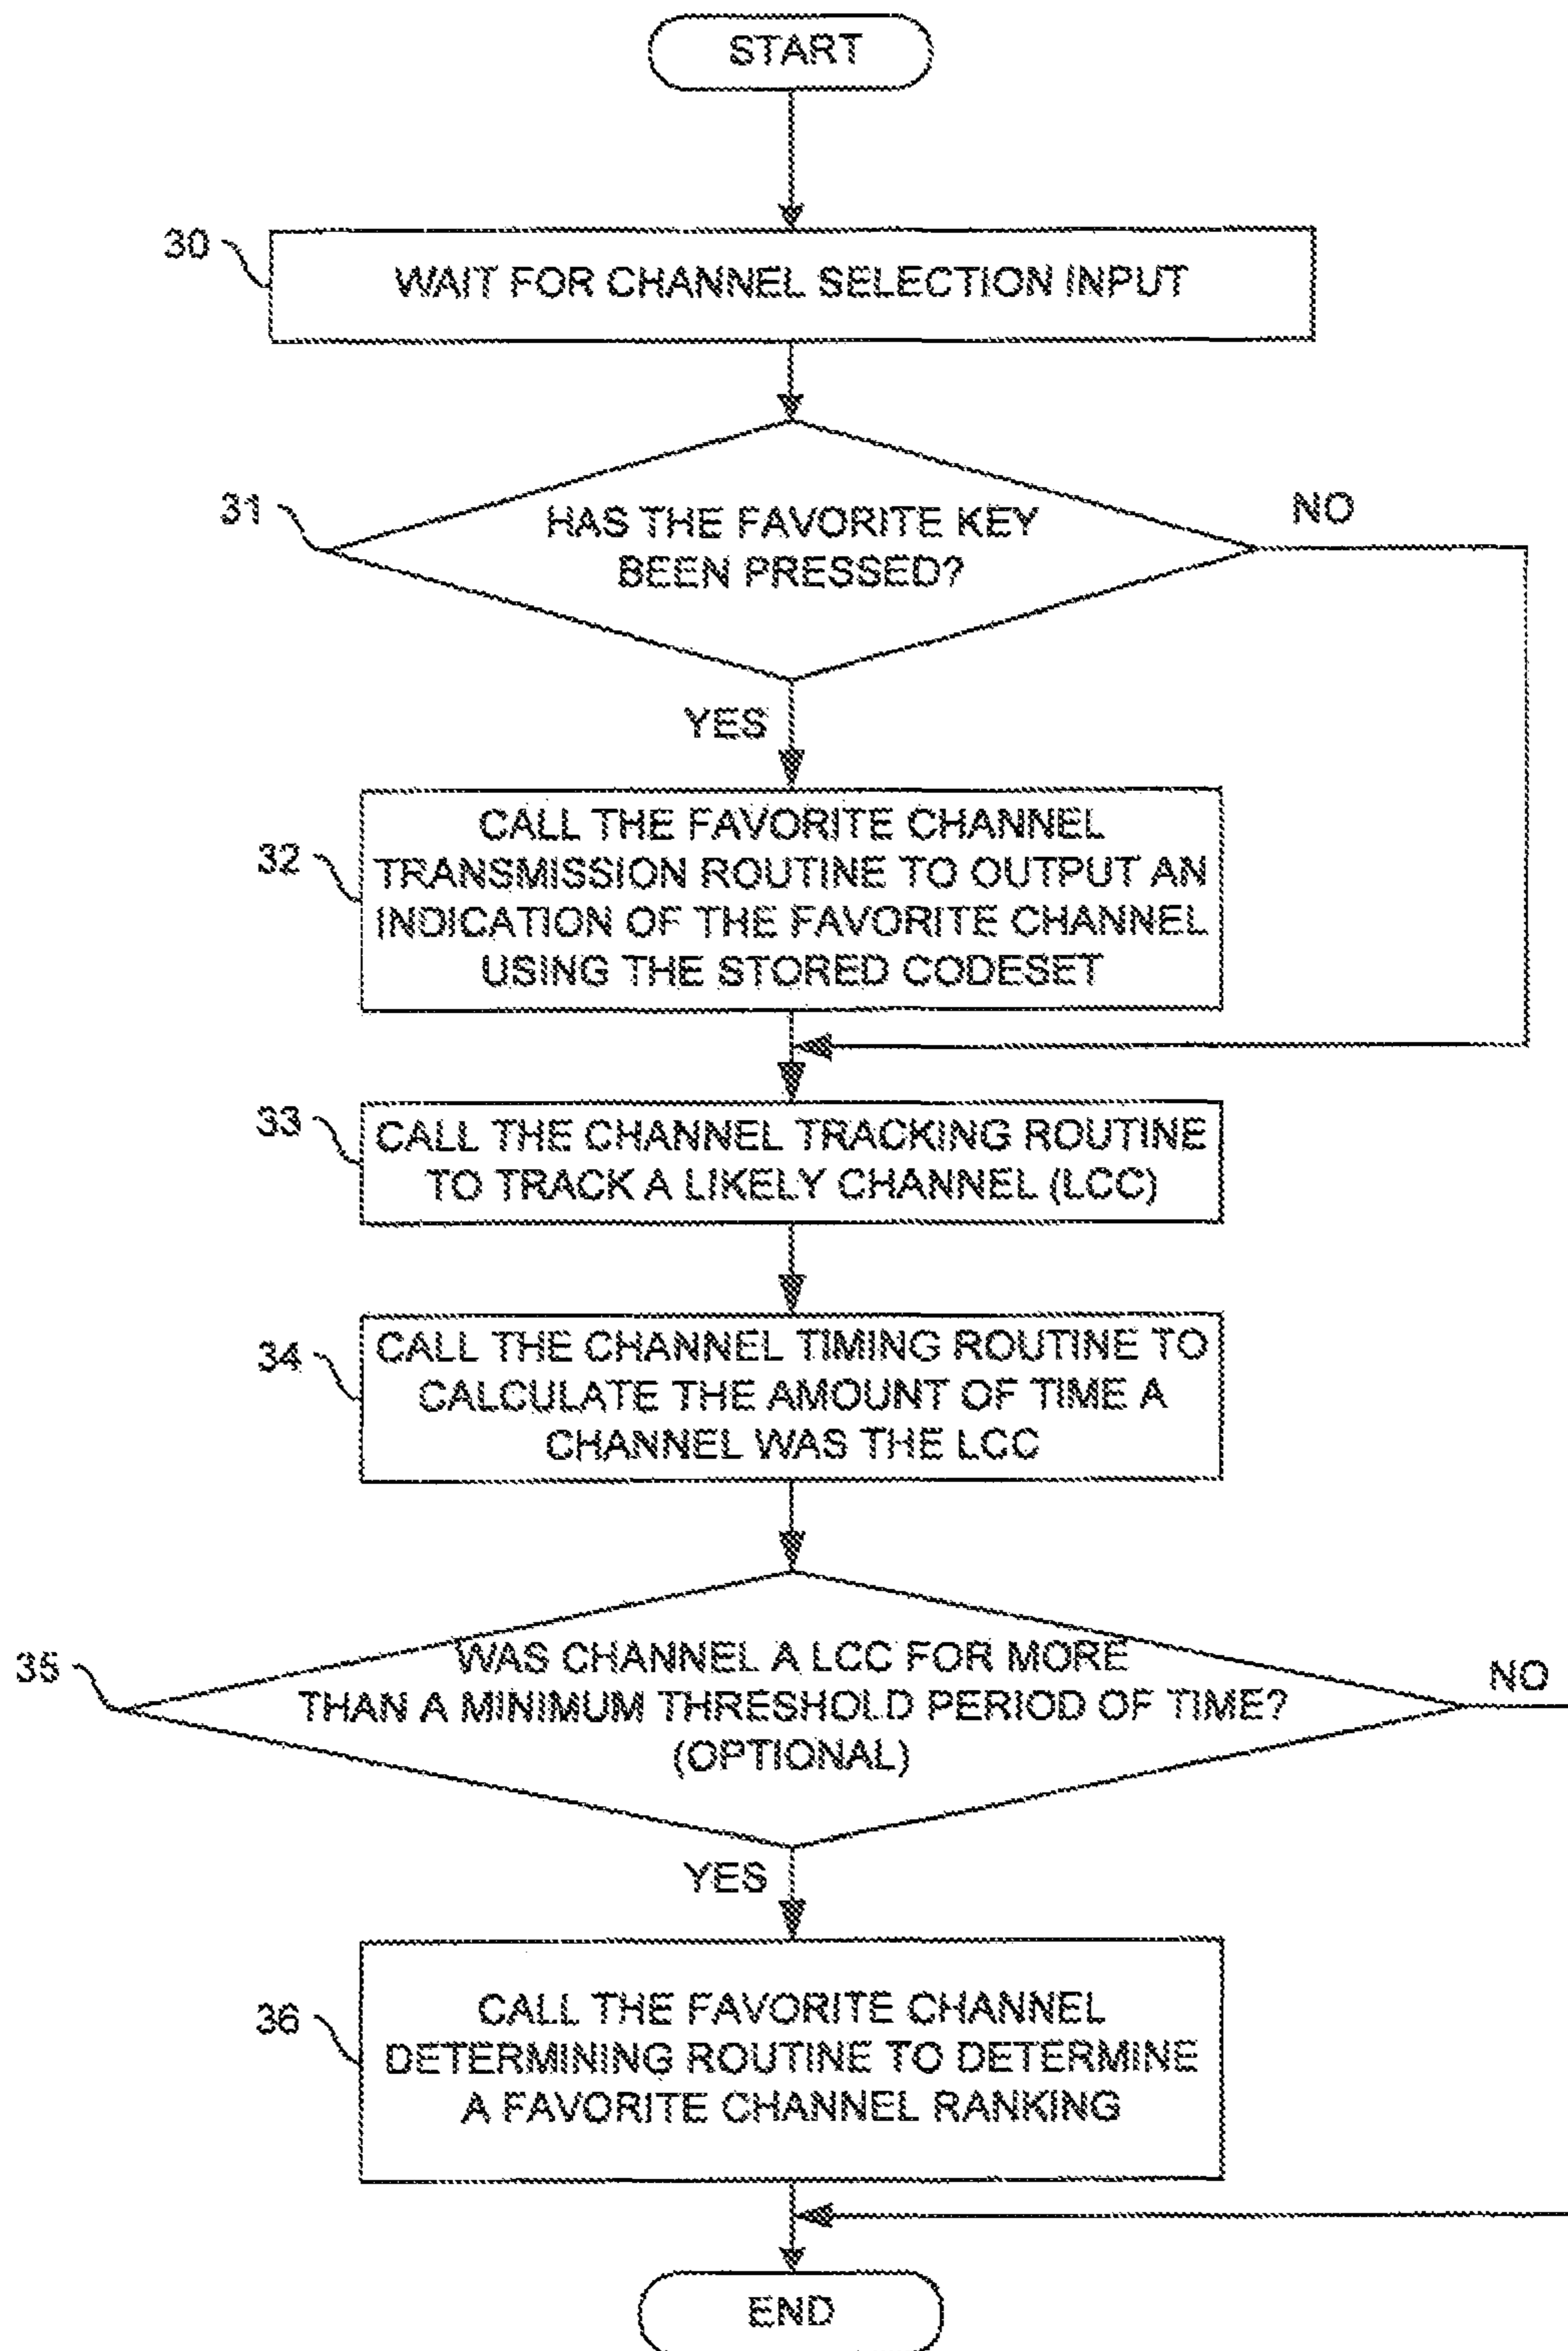 START
30
WAIT FOR CHANNEL SELECTION INPUT
31
HAS THE FAVORITE KEY
BEEN PRESSED?
NO
YES
32
CALL THE FAVORITE CHANNEL
TRANSMISSION ROUTINE TO OUTPUT AN
INDICATION OF THE FAVORITE CHANNEL
USING THE STORED CODESET
33
CALL THE CHANNEL TRACKING ROUTINE
TO TRACK A LIKELY CHANNEL (LCC)
34
CALL THE CHANNEL TIMING ROUTINE TO
CALCULATE THE AMOUNT OF TIME A
CHANNEL WAS THE LCC
35
WAS CHANNEL A LCC FOR MORE
THAN A MINIMUM THRESHOLD PERIOD OF TIME?
(OPTIONAL)
NO
YES
36
CALL THE FAVORITE CHANNEL
DETERMINING ROUTINE TO DETERMINE
A FAVORITE CHANNEL RANKING
END